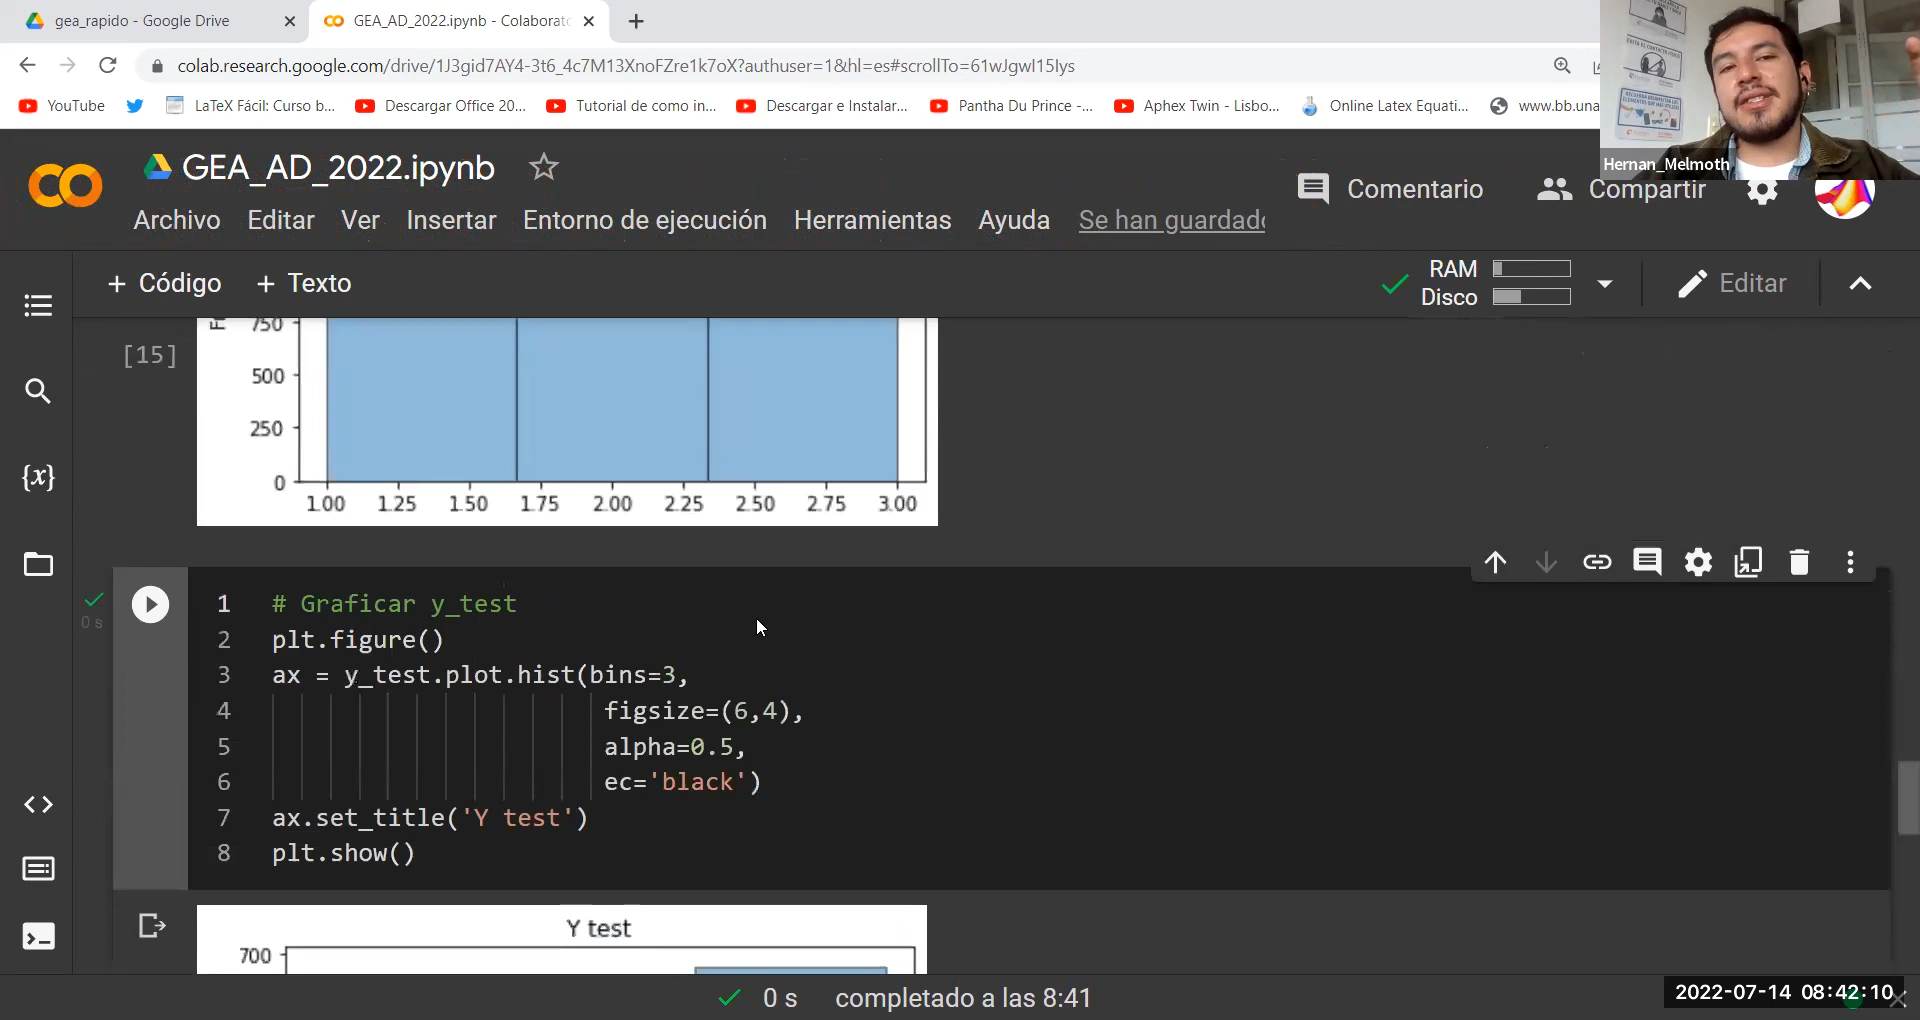 gea_rapido - Google Drive
GEA_AD_2022.ipynb - Colaborato
colab.research.google.com/drive/1J3gid7AY4-3t6_4c7M13XnoFZre1k7oX?authuser=1&hl=es#scrollTo=61wJgwI15Iys
YouTube
LaTeX Fácil: Curso b...
Descargar Office 20...
Tutorial de como in...
Descargar e Instalar...
Pantha Du Prince -...
Aphex Twin - Lisbo...
Online Latex Equati...
www.bb.una
Hernan_Melmoth
GEA_AD_2022.ipynb
Comentario
Compartir
Archivo Editar Ver Insertar Entorno de ejecución Herramientas Ayuda Se han guardado
+ Código + Texto
RAM
Disco
Editar
[15]
750
500
250
0
1.00 1.25 1.50 1.75 2.00 2.25 2.50 2.75 3.00
{x}
0 s
1 # Graficar y_test
2 plt.figure()
3 ax = y_test.plot.hist(bins=3,
4 figsize=(6,4),
5 alpha=0.5,
6 ec='black')
7 ax.set_title('Y test')
8 plt.show()
Y test
700
0 s completado a las 8:41
2022-07-14 08:42:10